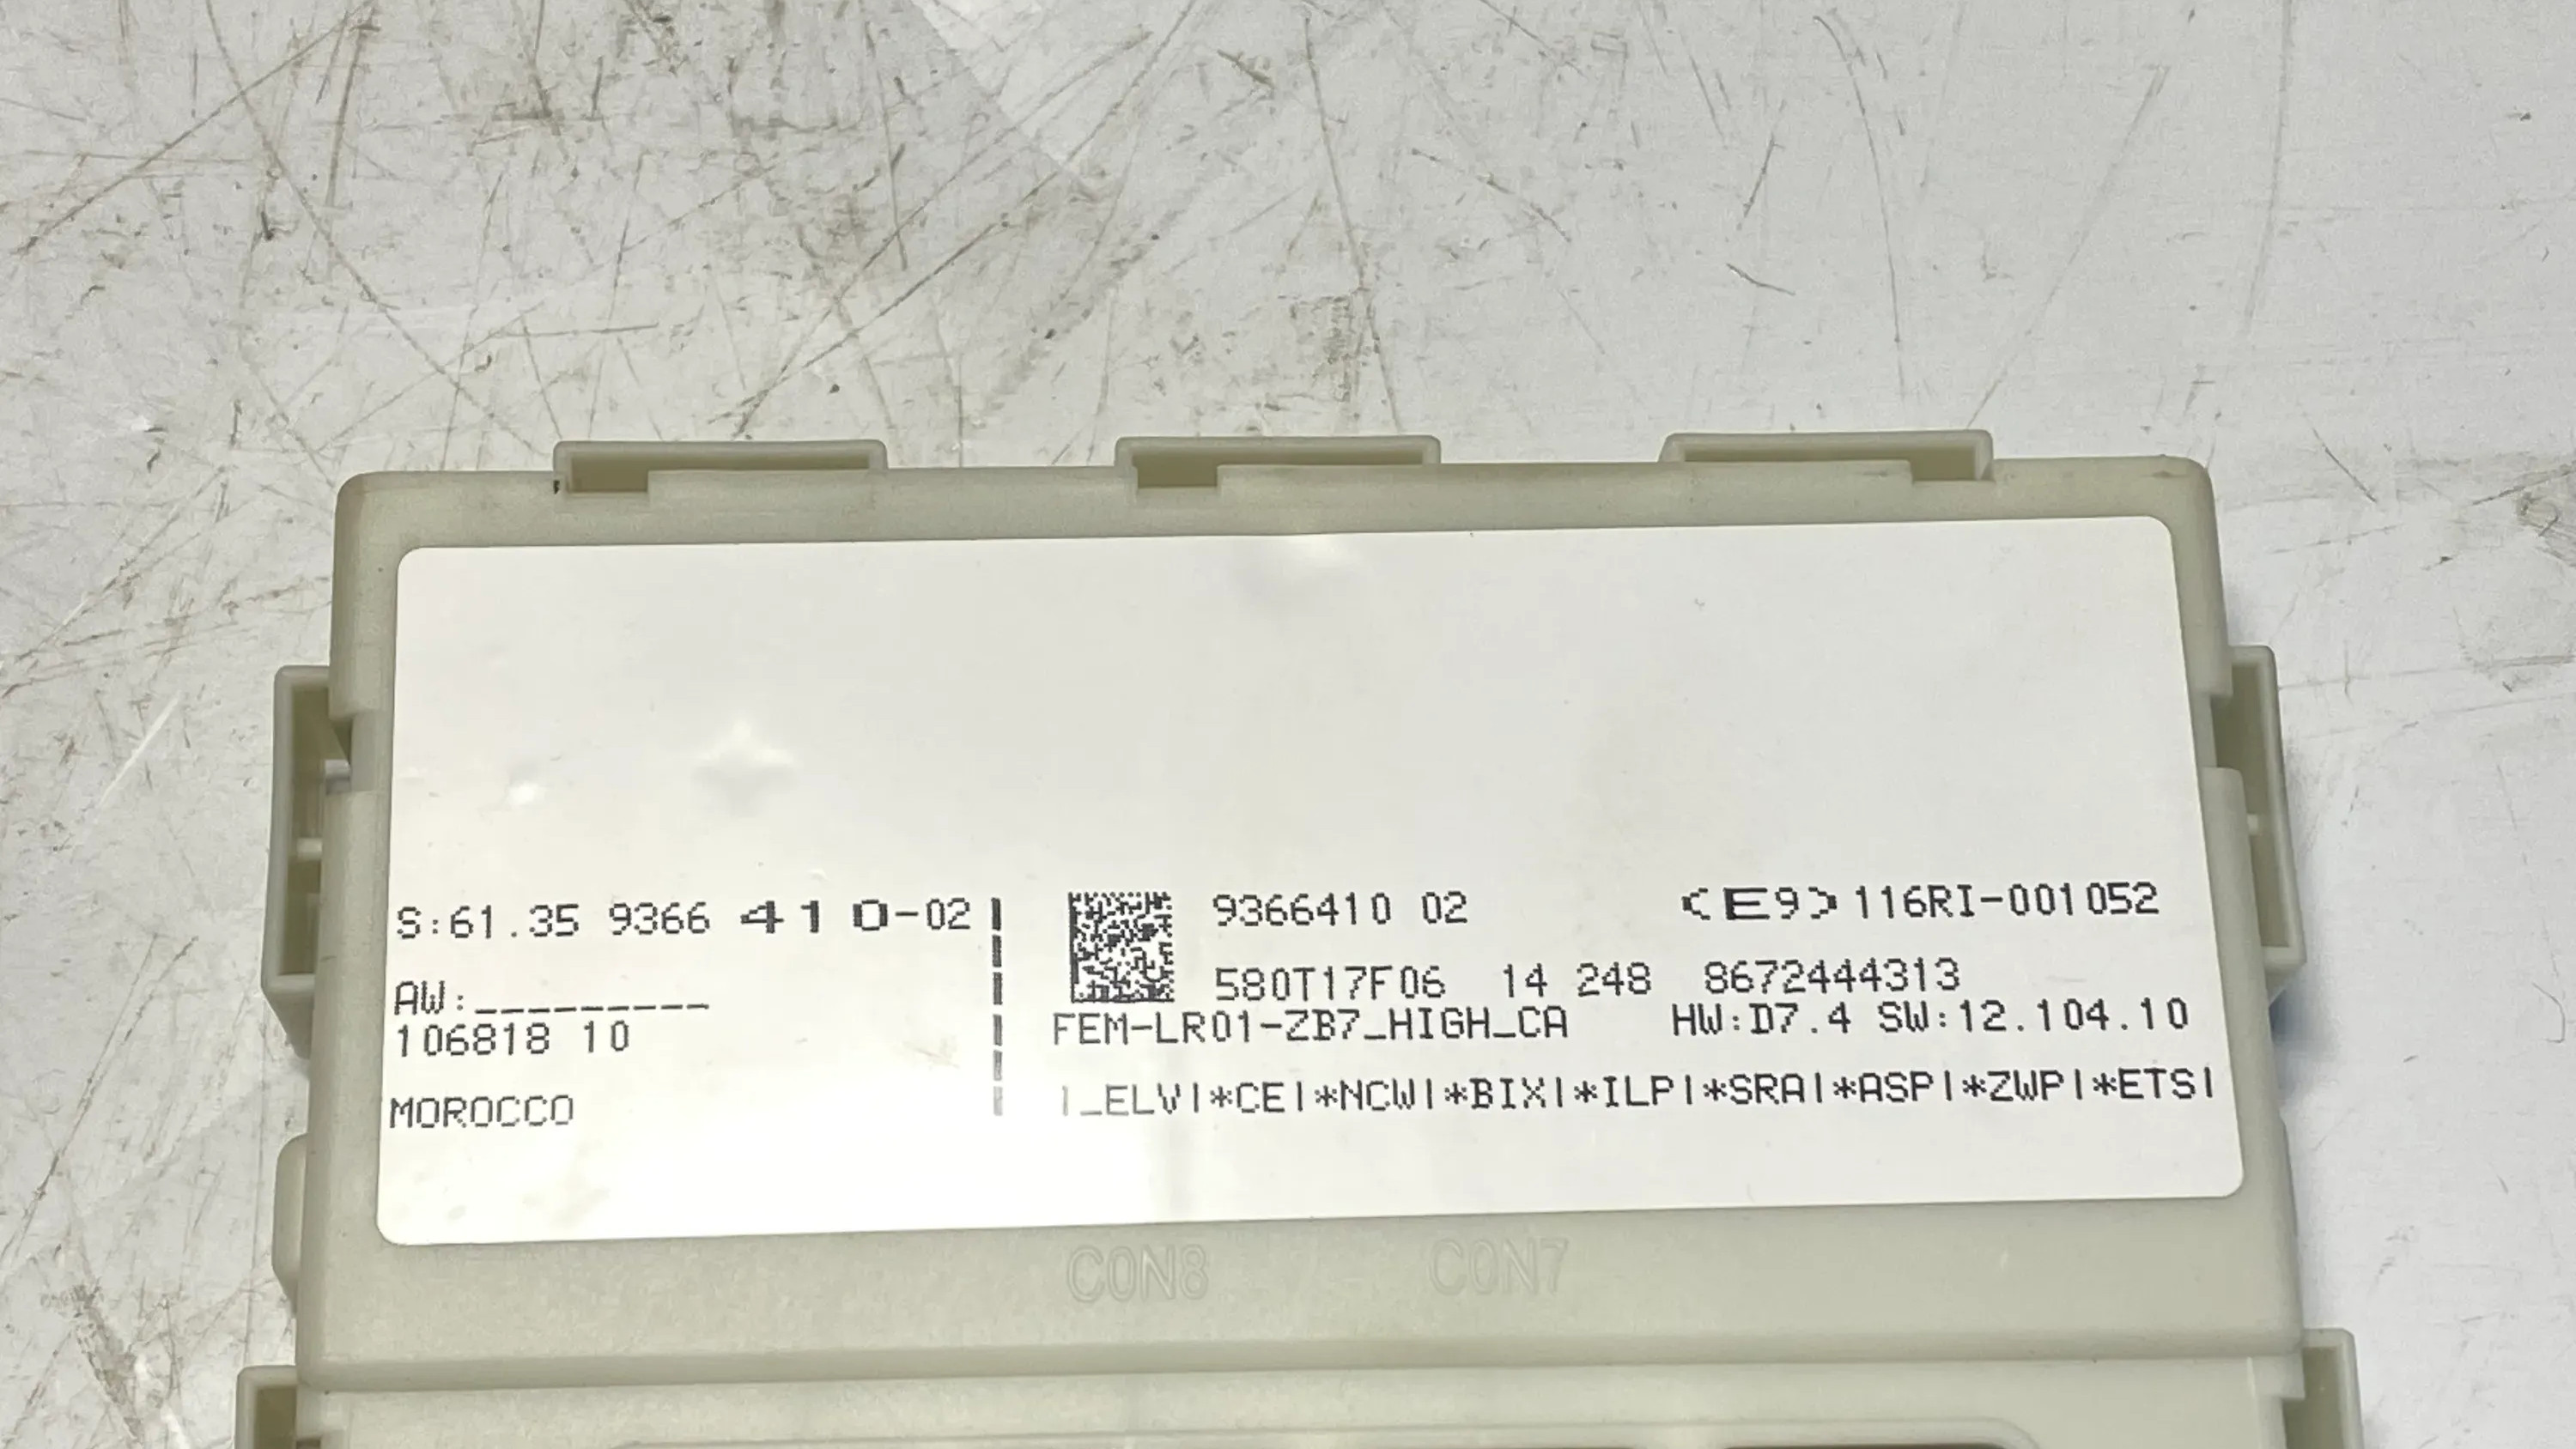 S:61.35 9366 410-02
AW:_________
106818 10
MOROCCO
9366410 02 <E9>116RI-001052
580T17F06 14 248 8672444313
FEM-LR01-ZB7_HIGH_CA HW:D7.4 SW:12.104.10
|_ELV|*CE|*NCW|*BIX|*ILP|*SRA|*ASP|*ZWP|*ETS|
CON8 CON7